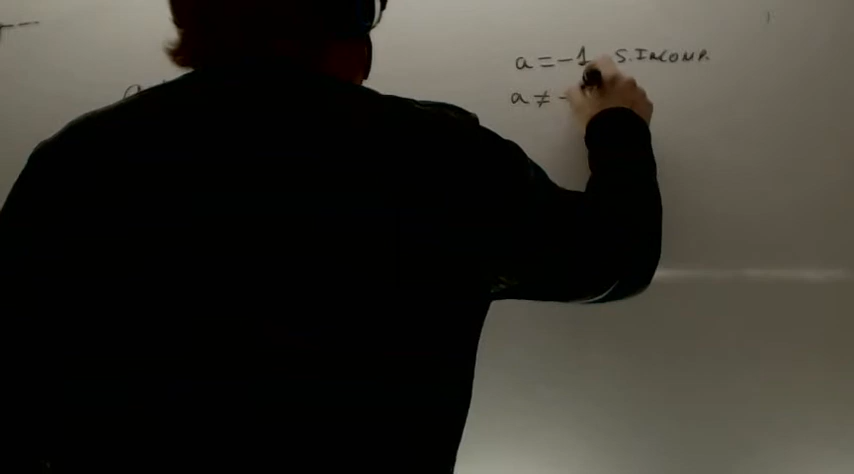 a = -1 S. INCOMP.
a ≠ -